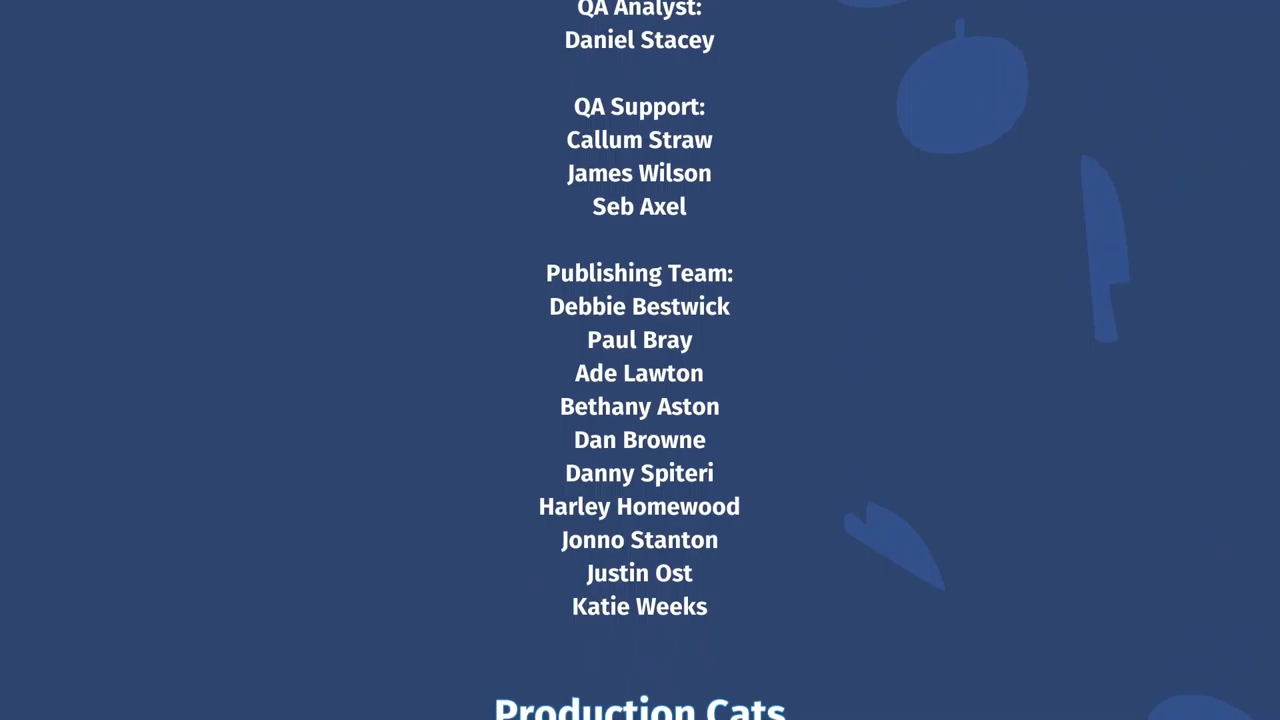 QA Analyst:
Daniel Stacey
QA Support:
Callum Straw
James Wilson
Seb Axel
Publishing Team:
Debbie Bestwick
Paul Bray
Ade Lawton
Bethany Aston
Dan Browne
Danny Spiteri
Harley Homewood
Jonno Stanton
Justin Ost
Katie Weeks
Production Cats